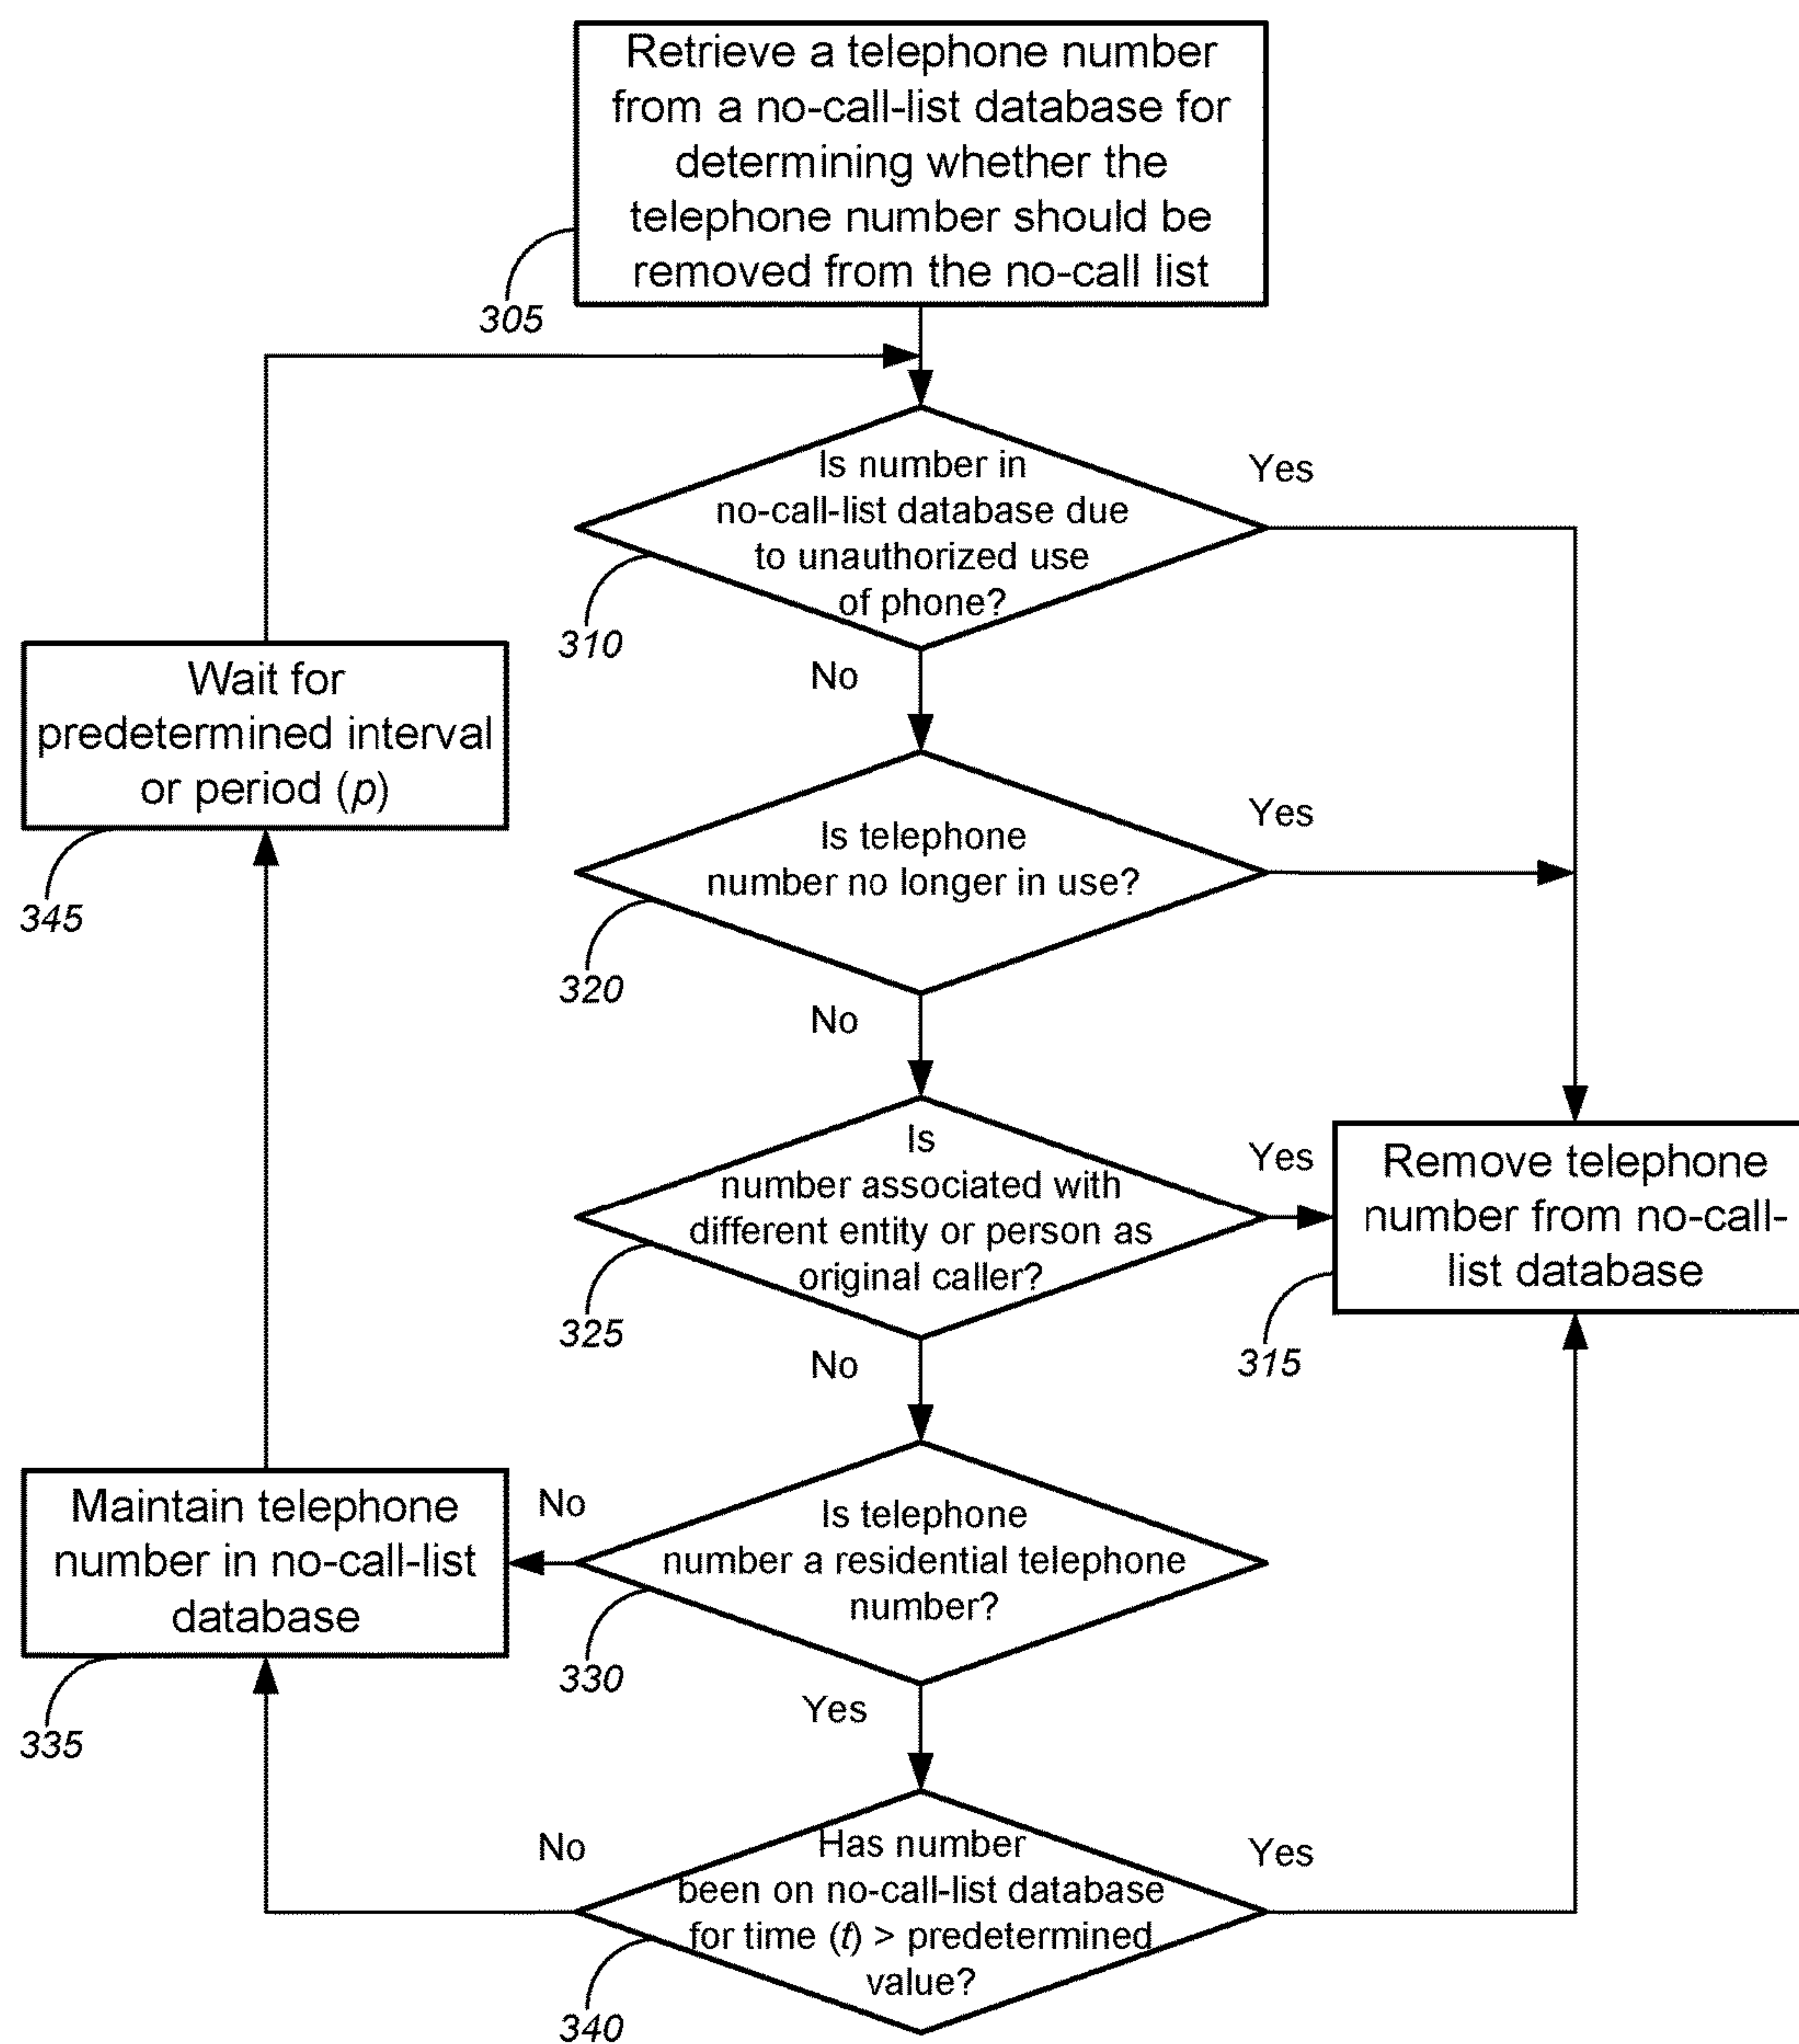 Retrieve a telephone number
from a no-call-list database for
determining whether the
telephone number should be
removed from the no-call list
305
Is number in
no-call-list database due
to unauthorized use
of phone?
Yes
310
No
Wait for
predetermined interval
or period (p)
345
Is telephone
number no longer in use?
Yes
320
No
Is
number associated with
different entity or person as
original caller?
Yes
325
No
Remove telephone
number from no-call-
list database
315
Is telephone
number a residential telephone
number?
No
330
Yes
Maintain telephone
number in no-call-list
database
335
Has number
been on no-call-list database
for time (t) > predetermined
value?
No
Yes
340